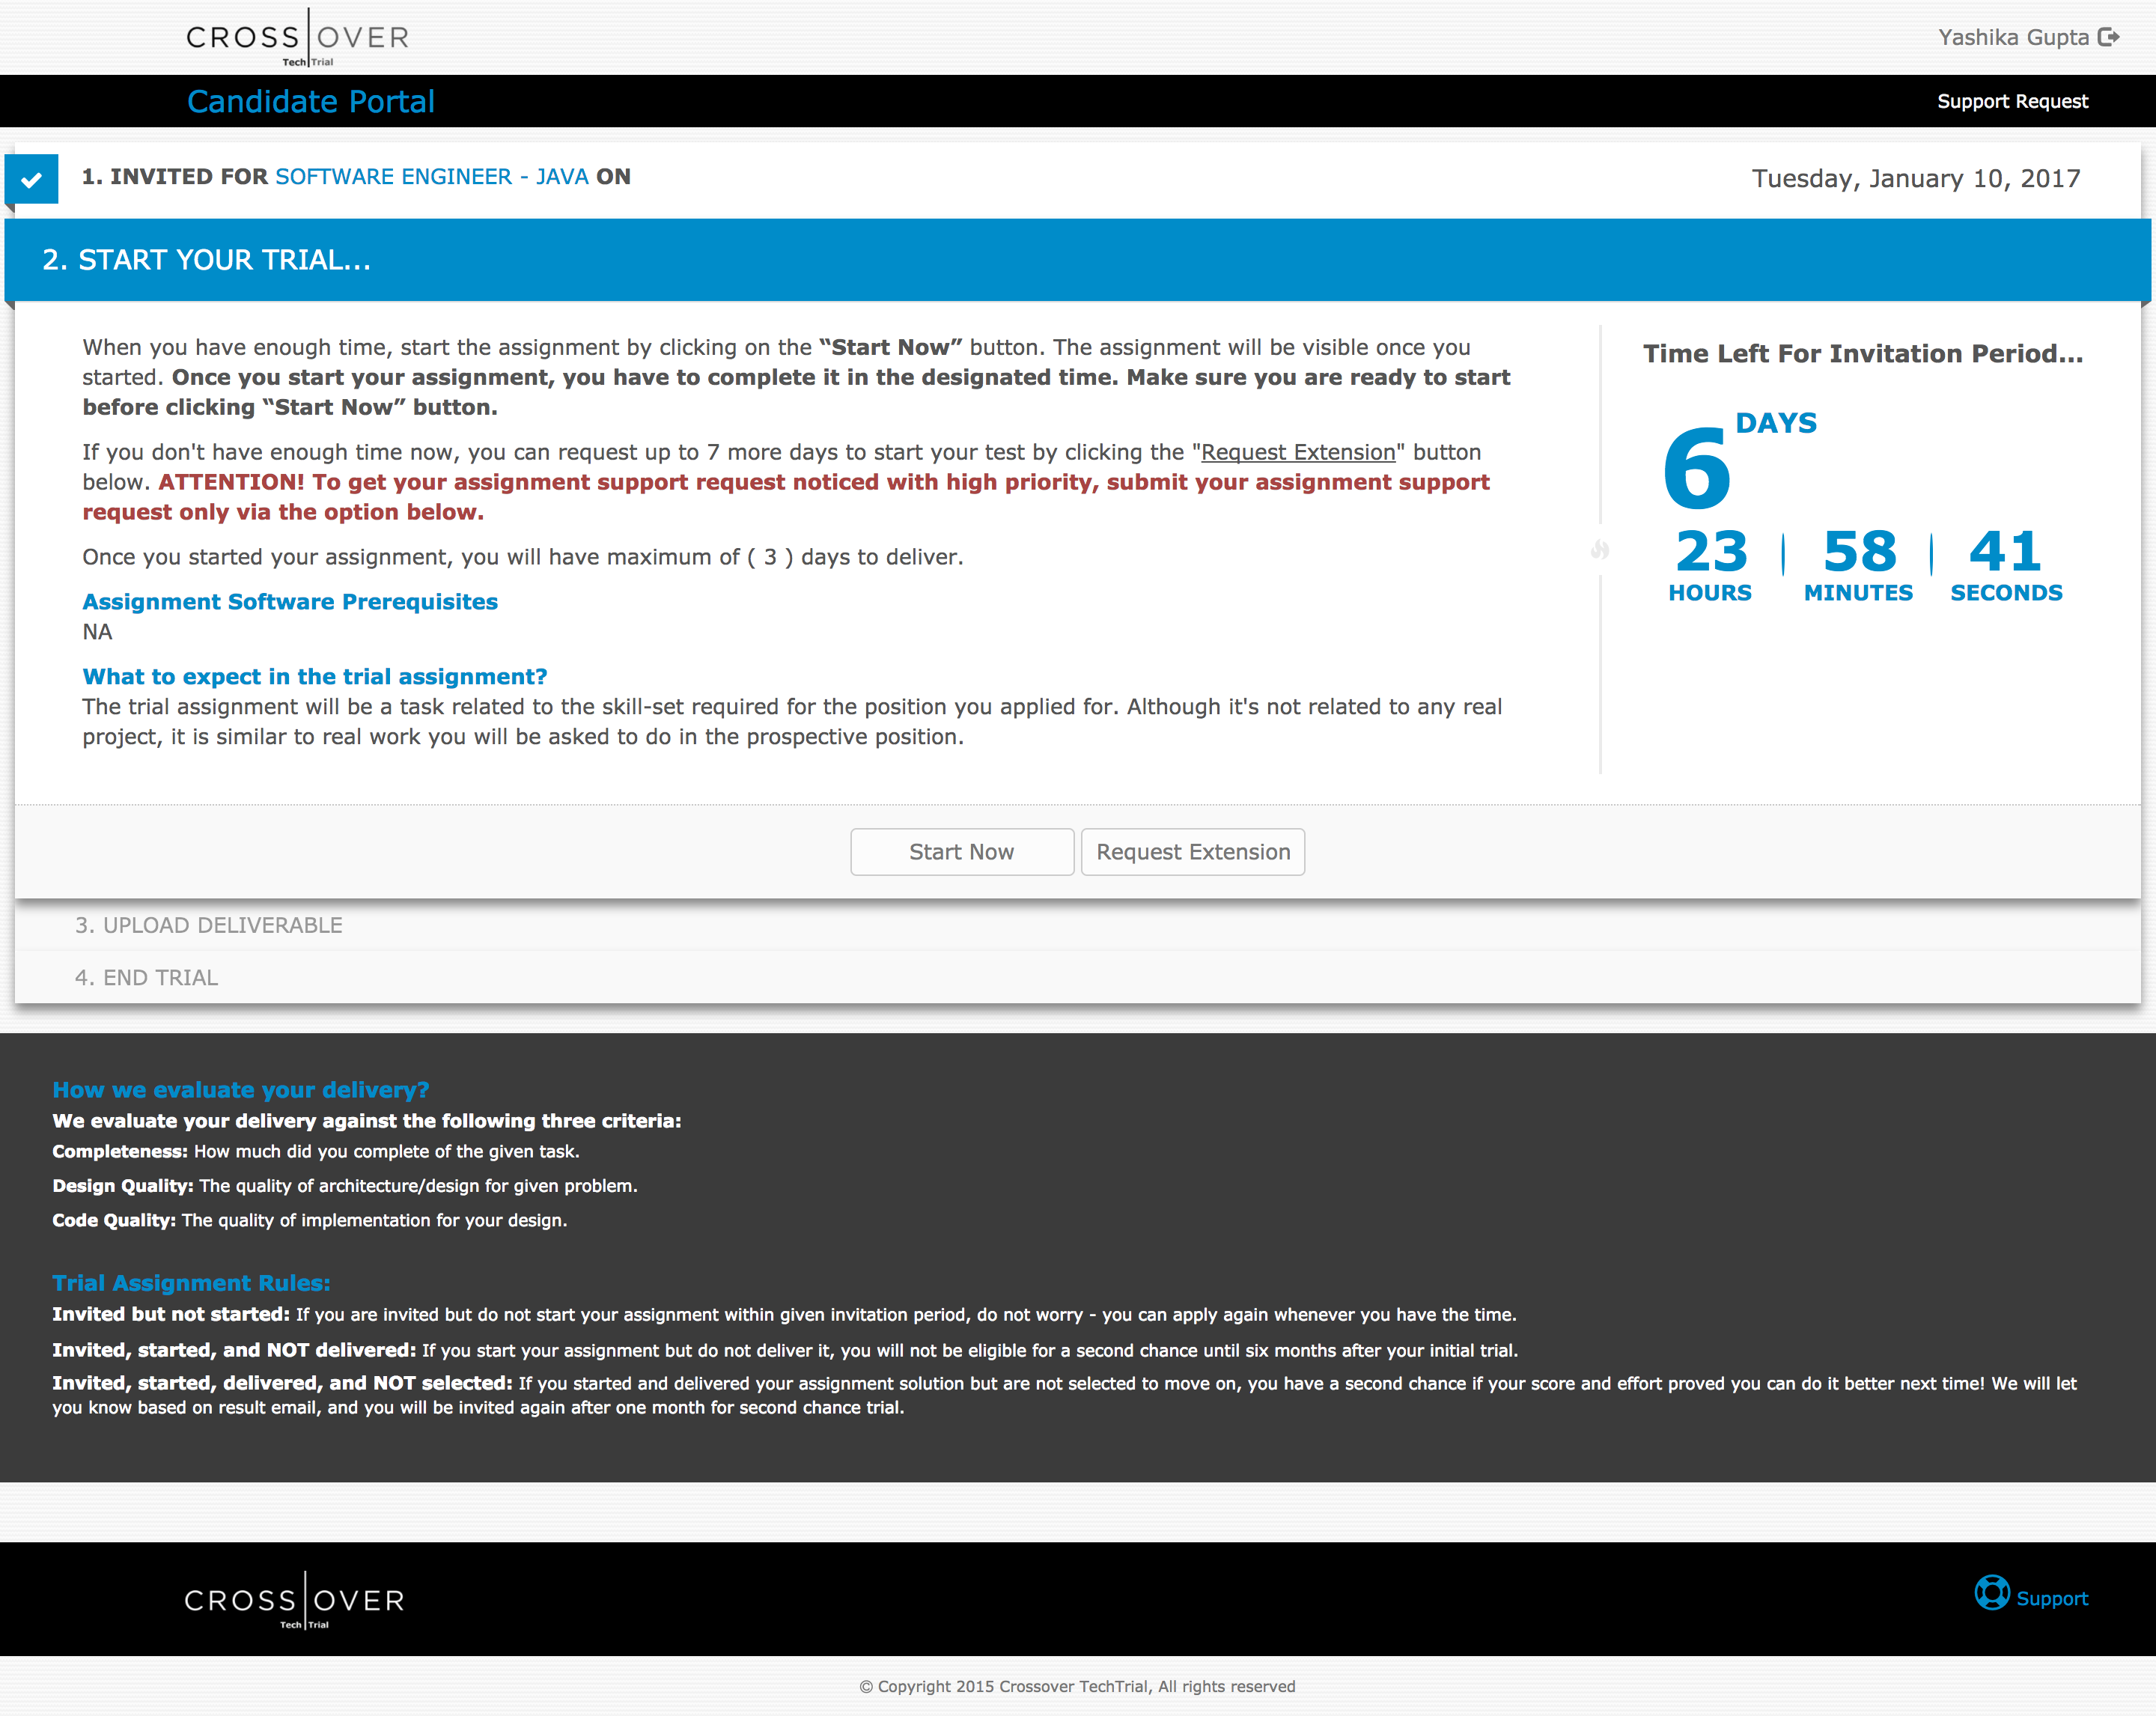 CROSS OVER
Tech Trial
Yashika Gupta
Candidate Portal
Support Request
1. INVITED FOR SOFTWARE ENGINEER - JAVA ON
Tuesday, January 10, 2017
2. START YOUR TRIAL...
When you have enough time, start the assignment by clicking on the “Start Now” button. The assignment will be visible once you
started. Once you start your assignment, you have to complete it in the designated time. Make sure you are ready to start
before clicking “Start Now” button.
If you don't have enough time now, you can request up to 7 more days to start your test by clicking the "Request Extension" button
below. ATTENTION! To get your assignment support request noticed with high priority, submit your assignment support
request only via the option below.
Once you started your assignment, you will have maximum of ( 3 ) days to deliver.
Assignment Software Prerequisites
NA
What to expect in the trial assignment?
The trial assignment will be a task related to the skill-set required for the position you applied for. Although it's not related to any real
project, it is similar to real work you will be asked to do in the prospective position.
Time Left For Invitation Period...
6 DAYS
23 58 41
HOURS MINUTES SECONDS
Start Now
Request Extension
3. UPLOAD DELIVERABLE
4. END TRIAL
How we evaluate your delivery?
We evaluate your delivery against the following three criteria:
Completeness: How much did you complete of the given task.
Design Quality: The quality of architecture/design for given problem.
Code Quality: The quality of implementation for your design.
Trial Assignment Rules:
Invited but not started: If you are invited but do not start your assignment within given invitation period, do not worry - you can apply again whenever you have the time.
Invited, started, and NOT delivered: If you start your assignment but do not deliver it, you will not be eligible for a second chance until six months after your initial trial.
Invited, started, delivered, and NOT selected: If you started and delivered your assignment solution but are not selected to move on, you have a second chance if your score and effort proved you can do it better next time! We will let
you know based on result email, and you will be invited again after one month for second chance trial.
CROSS OVER
Tech Trial
Support
© Copyright 2015 Crossover TechTrial, All rights reserved